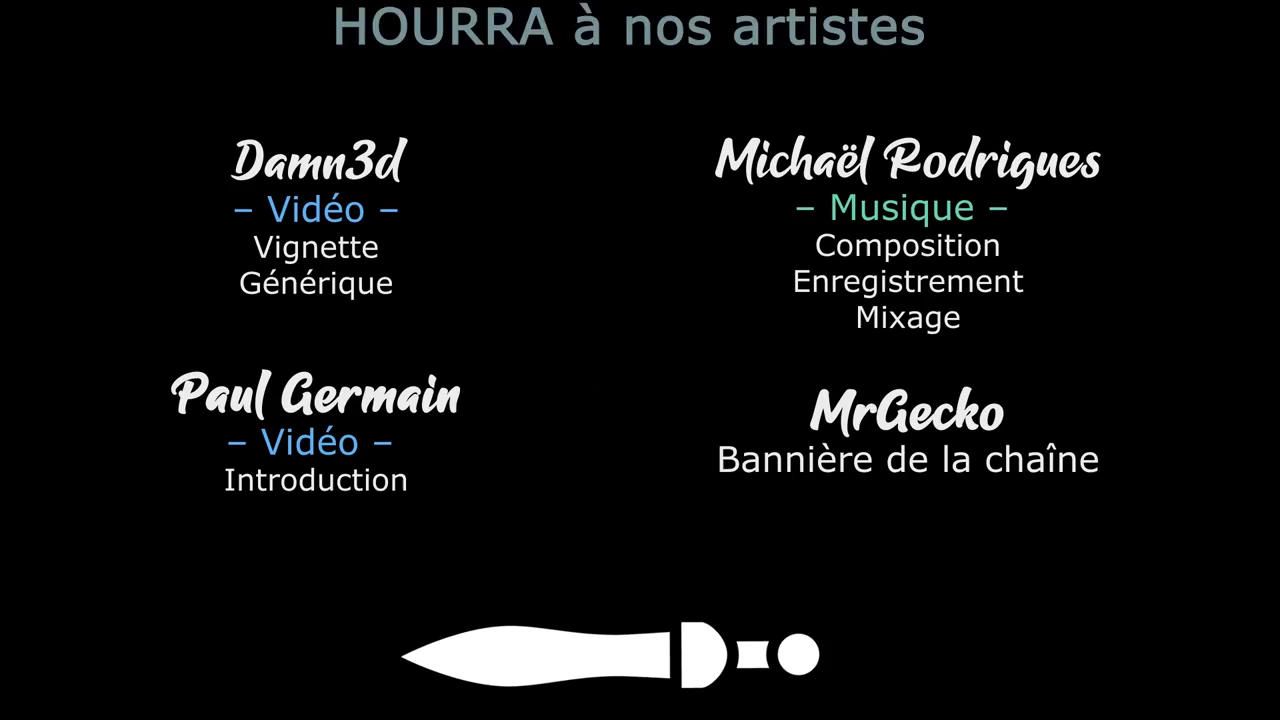 HOURRA à nos artistes
Damn3d
– Vidéo –
Vignette
Générique
Michaël Rodrigues
– Musique –
Composition
Enregistrement
Mixage
Paul Germain
– Vidéo –
Introduction
MrGecko
Bannière de la chaîne